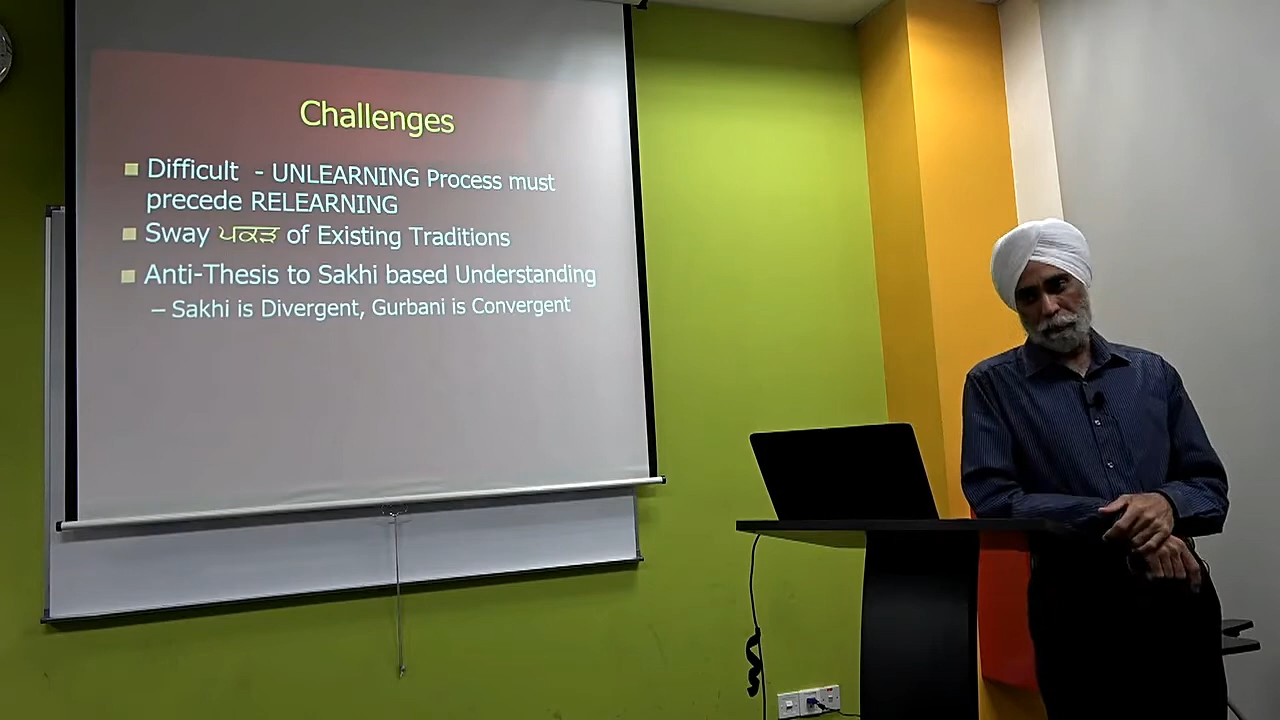 Challenges
Difficult - UNLEARNING Process must
precede RELEARNING
Sway ਪਕੜ of Existing Traditions
Anti-Thesis to Sakhi based Understanding
– Sakhi is Divergent, Gurbani is Convergent